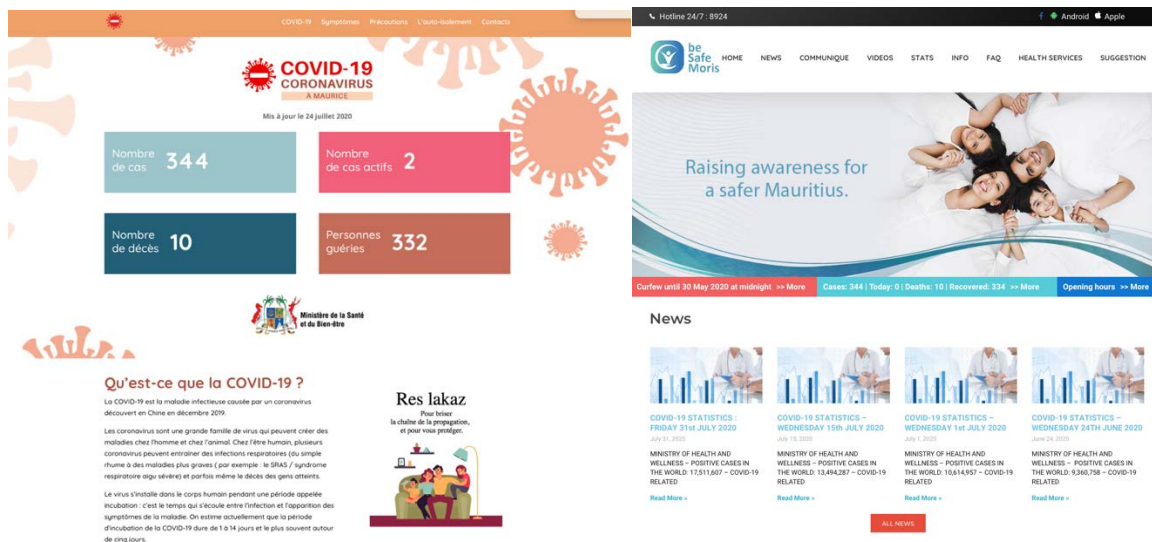 COVID-19 Symptômes Précautions L'auto-isolement Contacts
COVID-19
CORONAVIRUS
A MAURICE
Mis à jour le 24 juillet 2020
Nombre
de cas 344
Nombre
de cas actifs 2
Nombre
de décès 10
Personnes
guéries 332
Ministère de la Santé
et du Bien-être
Qu'est-ce que la COVID-19 ?
La COVID-19 est la maladie infectieuse causée par un coronavirus
découvert en Chine en décembre 2019.
Les coronavirus sont une grande famille de virus qui peuvent créer des
maladies chez l'homme et chez l'animal. Chez l'être humain, plusieurs
coronavirus peuvent entraîner des infections respiratoires (du simple
rhume à des maladies plus graves ( par exemple : le SRAS / syndrome
respiratoire aigu sévère) et parfois même le décès des gens atteints.
Le virus s'installe dans le corps humain pendant une période appelée
incubation : c'est le temps qui s'écoule entre l'infection et l'apparition des
symptômes de la maladie. On estime actuellement que la période
d'incubation de la COVID-19 dure de 1 à 14 jours et le plus souvent autour
de cinq jours.
Res lakaz
Pour briser
la chaîne de la propagation,
et pour vous protéger.
Hotline 24/7 : 8924
Android Apple
be
Safe
Moris
HOME NEWS COMMUNIQUE VIDEOS STATS INFO FAQ HEALTH SERVICES SUGGESTION
Raising awareness for
a safer Mauritius.
Curfew until 30 May 2020 at midnight >> More
Cases: 344 | Today: 0 | Deaths: 10 | Recovered: 334 >> More
Opening hours >> More
News
COVID-19 STATISTICS :
FRIDAY 31st JULY 2020
July 31, 2020
MINISTRY OF HEALTH AND
WELLNESS – POSITIVE CASES IN
THE WORLD: 17,511,607 – COVID-19
RELATED
Read More »
COVID-19 STATISTICS –
WEDNESDAY 15th JULY 2020
July 15, 2020
MINISTRY OF HEALTH AND
WELLNESS – POSITIVE CASES IN
THE WORLD: 13,494,287 – COVID-19
RELATED
Read More »
COVID-19 STATISTICS –
WEDNESDAY 1st JULY 2020
July 1, 2020
MINISTRY OF HEALTH AND
WELLNESS – POSITIVE CASES IN
THE WORLD: 10,614,957 – COVID-19
RELATED
Read More »
COVID-19 STATISTICS –
WEDNESDAY 24TH JUNE 2020
June 24, 2020
MINISTRY OF HEALTH AND
WELLNESS – POSITIVE CASES IN
THE WORLD: 9,360,758 – COVID-19
RELATED
Read More »
ALL NEWS